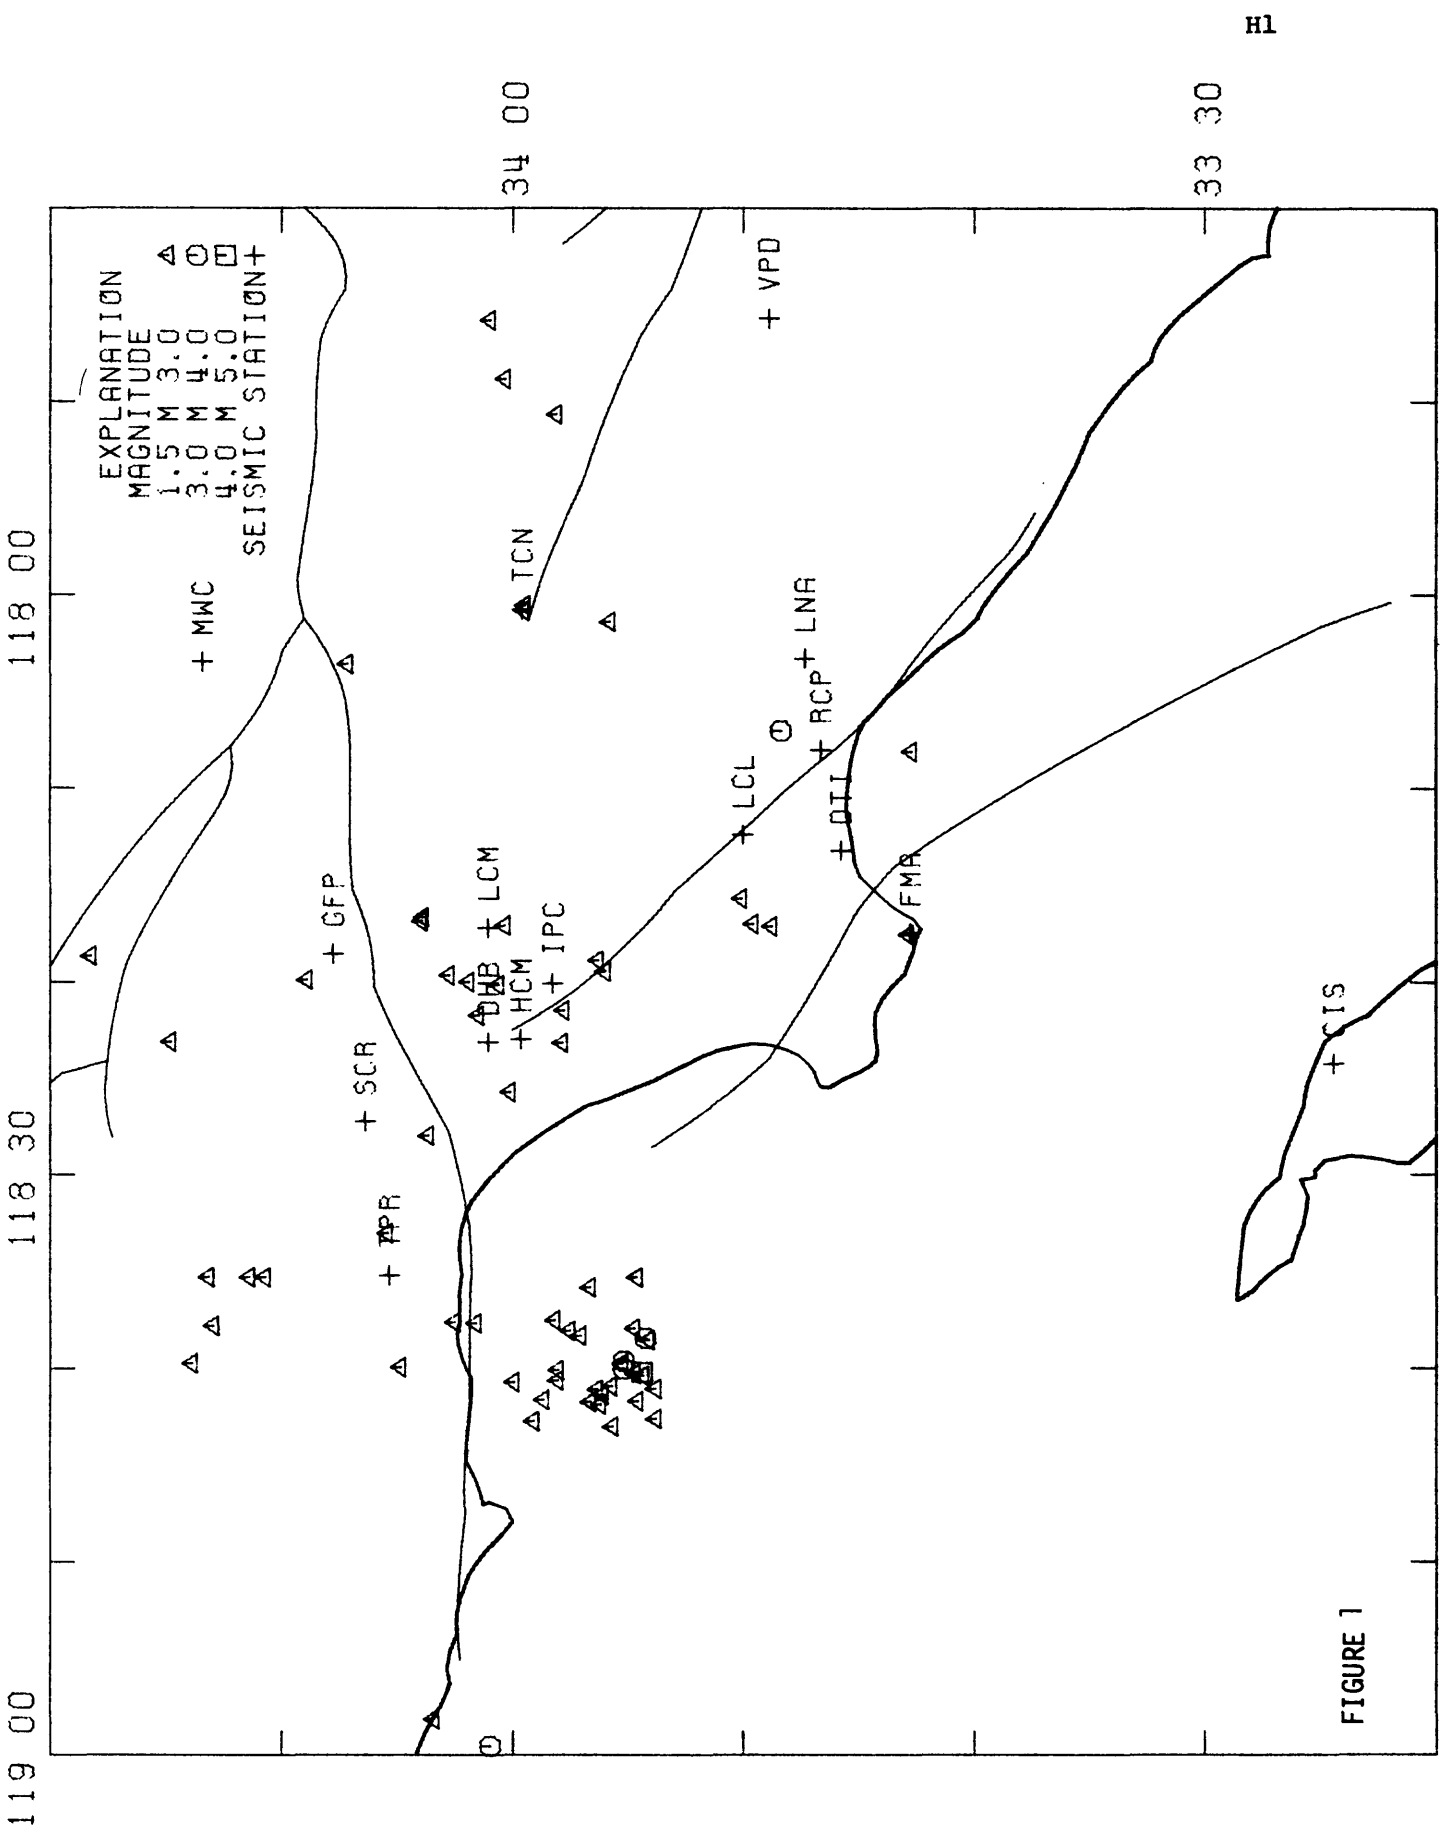 H1
119 00
118 30
118 00
34 00
33 30
EXPLANATION
MAGNITUDE
1.5 M 3.0
3.0 M 4.0
4.0 M 5.0
SEISMIC STATION+
MWC
GFP
SCR
TPR
TCN
VPD
LCM
DHB
IPC
HCM
LCL
LNA
RCP
FMA
CIS
FIGURE 1